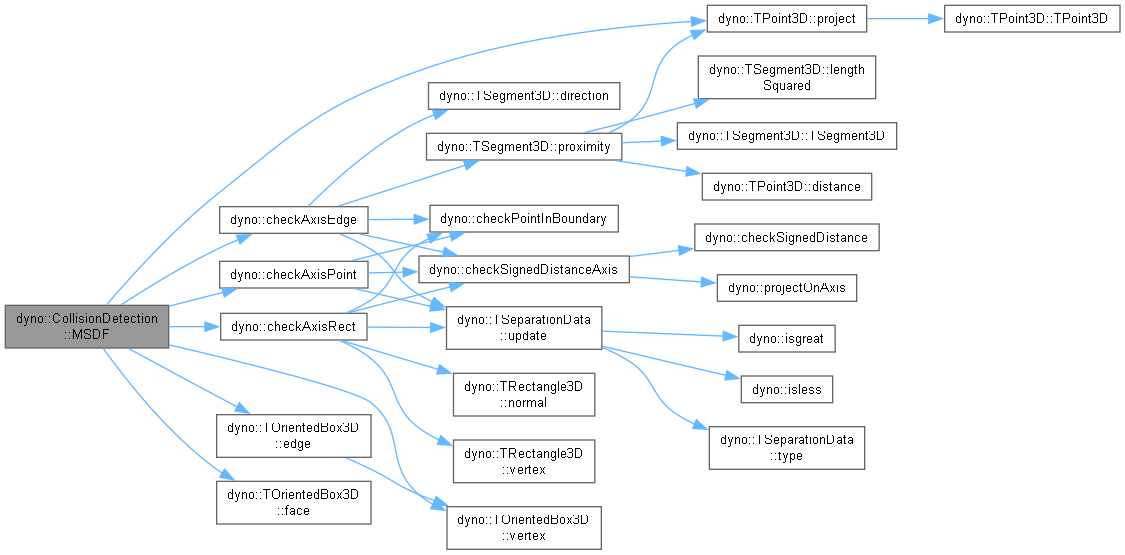 dyno::CollisionDetection
::MSDF
dyno::checkAxisEdge
dyno::checkAxisPoint
dyno::checkAxisRect
dyno::TOrientedBox3D
::edge
dyno::TOrientedBox3D
::face
dyno::TSegment3D::direction
dyno::TSegment3D::proximity
dyno::checkPointInBoundary
dyno::checkSignedDistanceAxis
dyno::TSeparationData
::update
dyno::TRectangle3D
::normal
dyno::TRectangle3D
::vertex
dyno::TOrientedBox3D
::vertex
dyno::TPoint3D::project
dyno::TSegment3D::length
Squared
dyno::TSegment3D::TSegment3D
dyno::TPoint3D::distance
dyno::checkSignedDistance
dyno::projectOnAxis
dyno::isgreat
dyno::isless
dyno::TSeparationData
::type
dyno::TPoint3D::TPoint3D